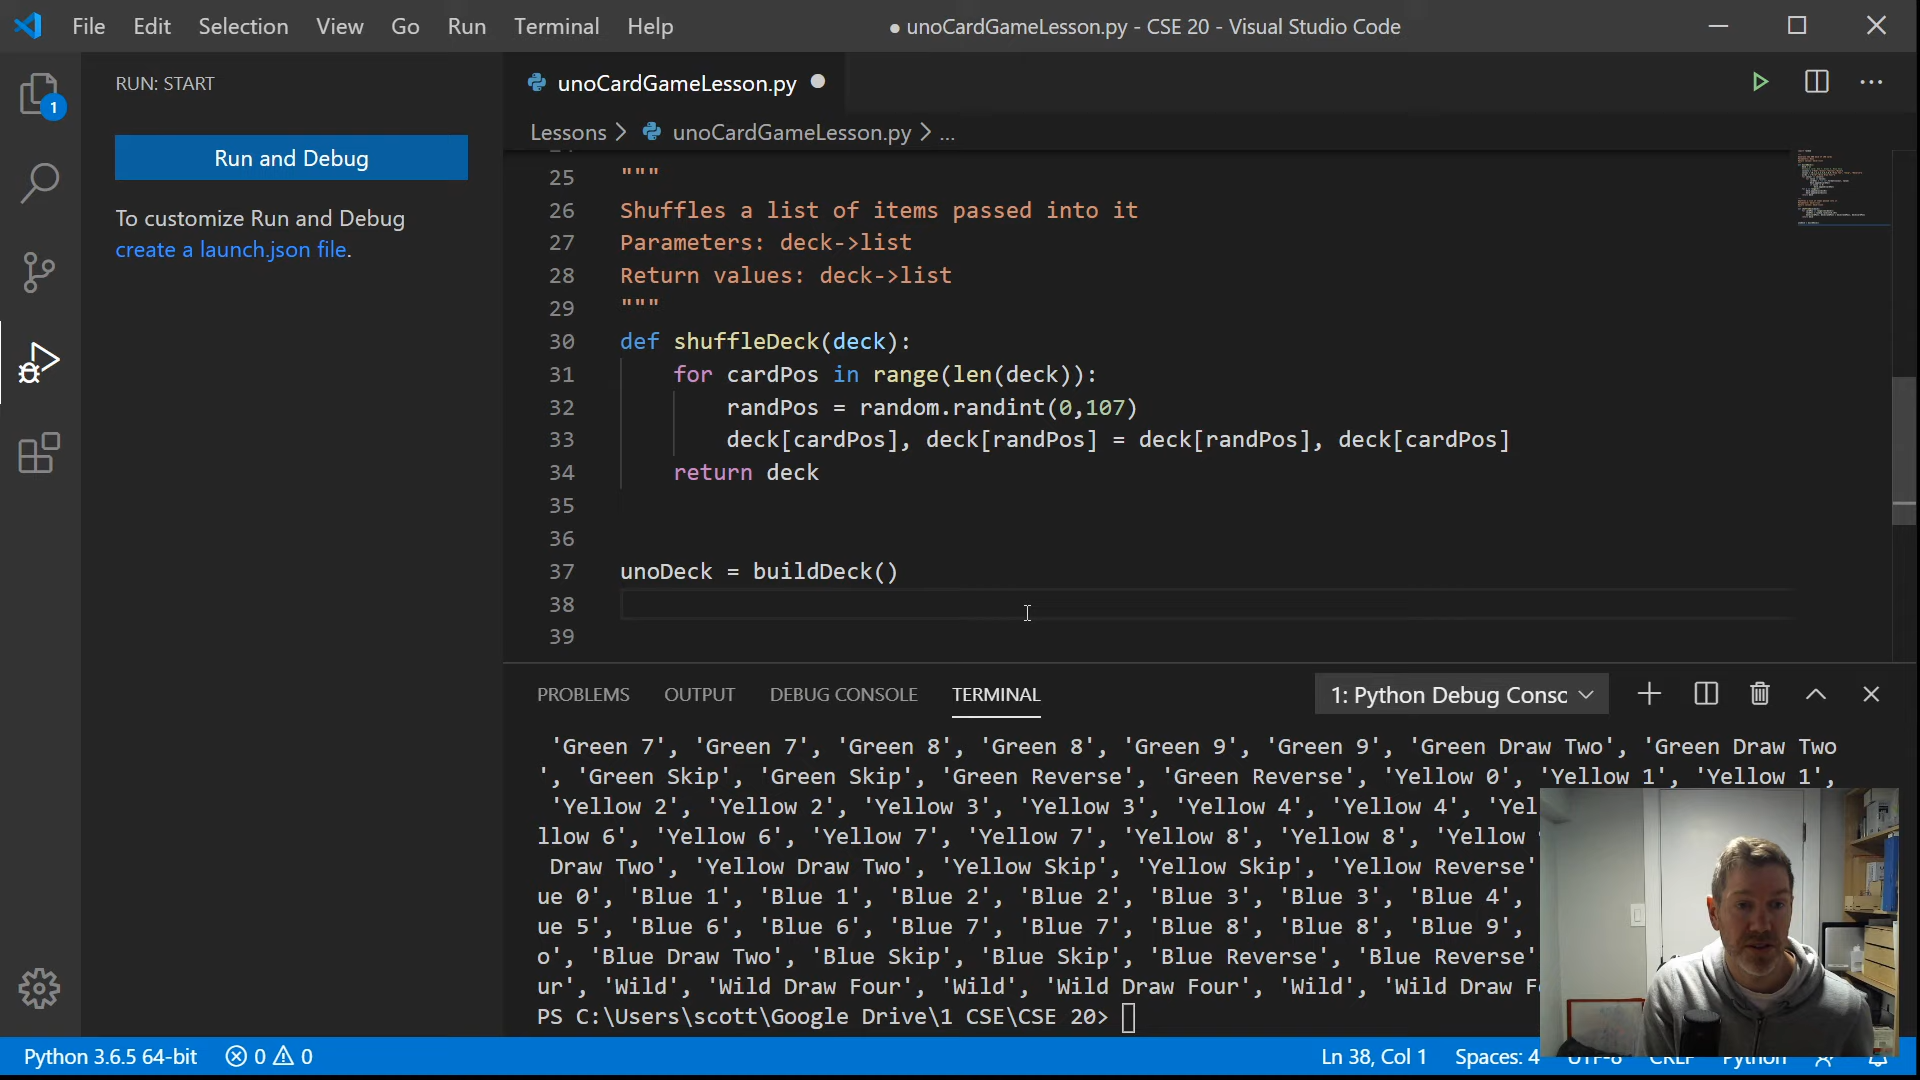 File Edit Selection View Go Run Terminal Help
● unoCardGameLesson.py - CSE 20 - Visual Studio Code
RUN: START
Run and Debug
To customize Run and Debug
create a launch.json file.
1
unoCardGameLesson.py
Lessons > unoCardGameLesson.py > ...
25 """
26 Shuffles a list of items passed into it
27 Parameters: deck->list
28 Return values: deck->list
29 """
30 def shuffleDeck(deck):
31 for cardPos in range(len(deck)):
32 randPos = random.randint(0,107)
33 deck[cardPos], deck[randPos] = deck[randPos], deck[cardPos]
34 return deck
35
36
37 unoDeck = buildDeck()
38
39
PROBLEMS OUTPUT DEBUG CONSOLE TERMINAL
1: Python Debug Consc
'Green 7', 'Green 7', 'Green 8', 'Green 8', 'Green 9', 'Green 9', 'Green Draw Two', 'Green Draw Two
', 'Green Skip', 'Green Skip', 'Green Reverse', 'Green Reverse', 'Yellow 0', 'Yellow 1', 'Yellow 1',
'Yellow 2', 'Yellow 2', 'Yellow 3', 'Yellow 3', 'Yellow 4', 'Yellow 4', 'Yel
llow 6', 'Yellow 6', 'Yellow 7', 'Yellow 7', 'Yellow 8', 'Yellow 8', 'Yellow
Draw Two', 'Yellow Draw Two', 'Yellow Skip', 'Yellow Skip', 'Yellow Reverse'
ue 0', 'Blue 1', 'Blue 1', 'Blue 2', 'Blue 2', 'Blue 3', 'Blue 3', 'Blue 4',
ue 5', 'Blue 6', 'Blue 6', 'Blue 7', 'Blue 7', 'Blue 8', 'Blue 8', 'Blue 9',
o', 'Blue Draw Two', 'Blue Skip', 'Blue Skip', 'Blue Reverse', 'Blue Reverse'
ur', 'Wild', 'Wild Draw Four', 'Wild', 'Wild Draw Four', 'Wild', 'Wild Draw F
PS C:\Users\scott\Google Drive\1 CSE\CSE 20>
Python 3.6.5 64-bit 0 0
Ln 38, Col 1 Spaces: 4 UTF-8 CRLF Python